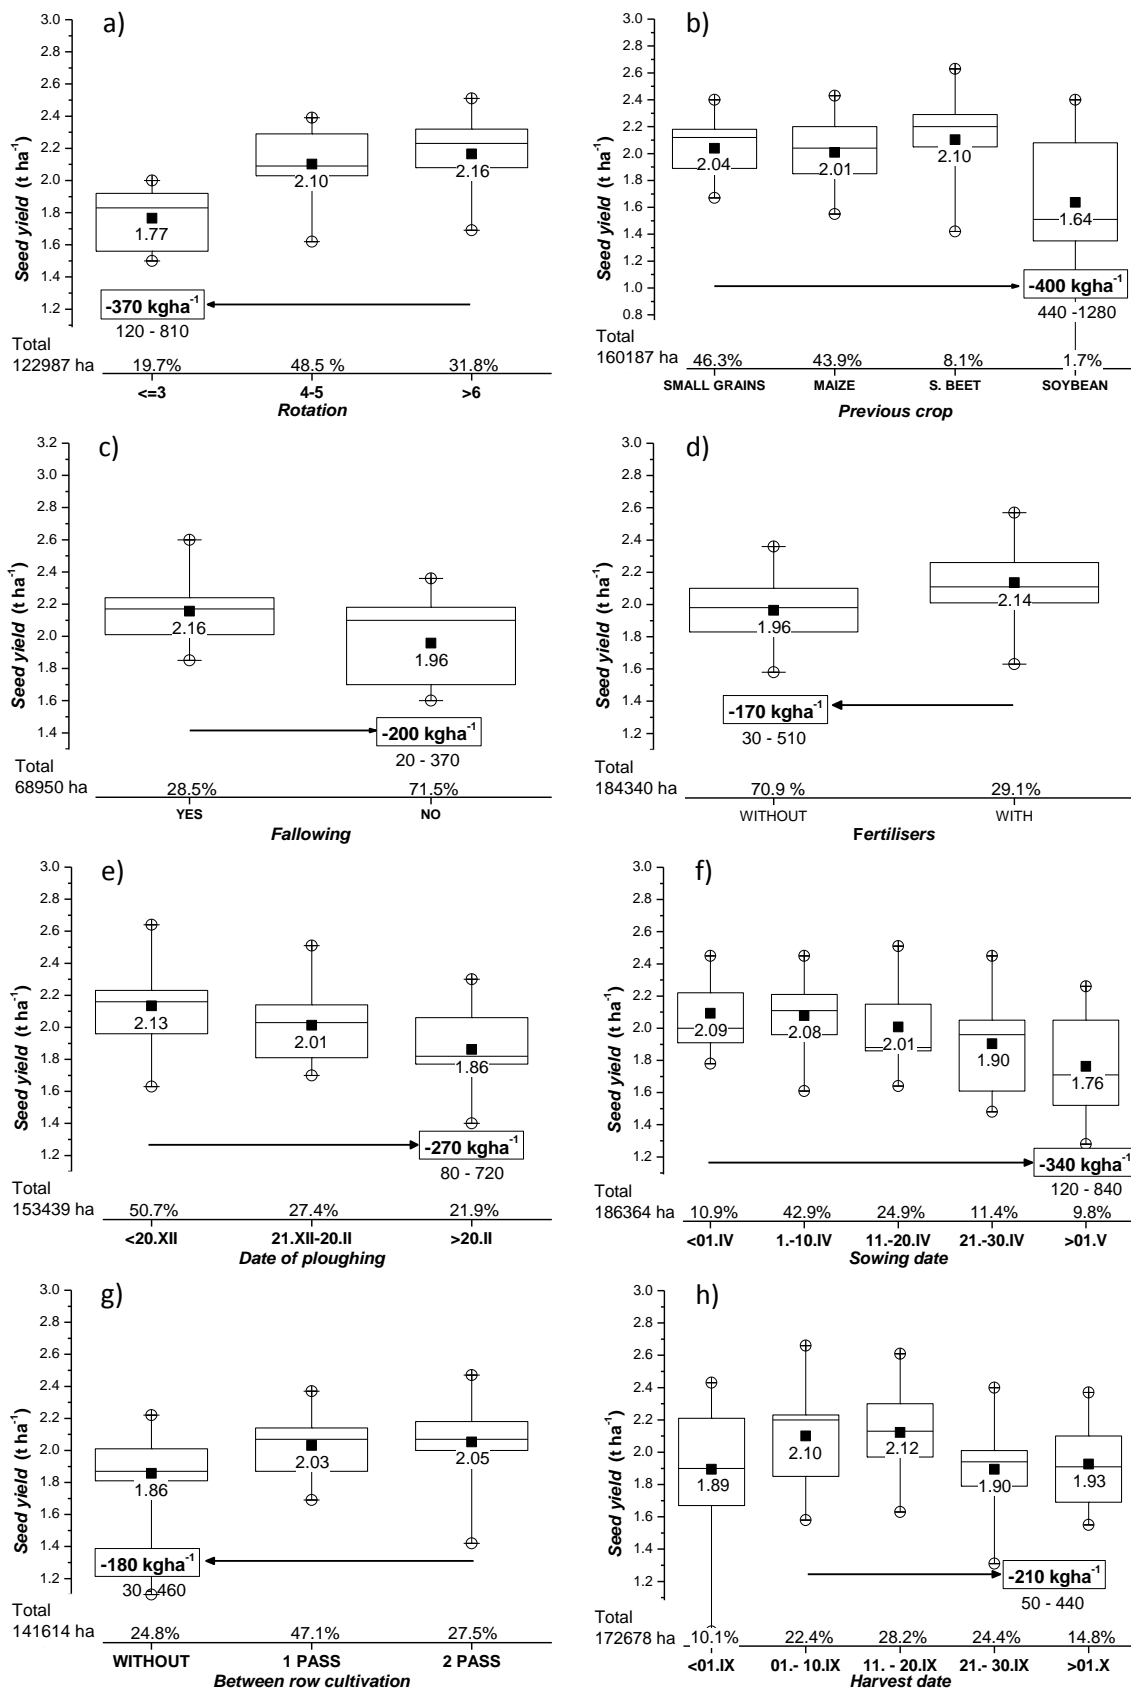 a)
3.0
2.8
2.6
2.4
2.2
2.0
1.8
1.6
1.4
1.2
Seed yield (t ha⁻¹)
1.77
2.10
2.16
-370 kgha⁻¹
120 - 810
Total
122987 ha
19.7%
48.5 %
31.8%
<=3
4-5
>6
Rotation
b)
3.0
2.8
2.6
2.4
2.2
2.0
1.8
1.6
1.4
1.2
1.0
0.8
Seed yield (t ha⁻¹)
2.04
2.01
2.10
1.64
-400 kgha⁻¹
440 -1280
Total
160187 ha
46.3%
43.9%
8.1%
1.7%
SMALL GRAINS
MAIZE
S. BEET
SOYBEAN
Previous crop
c)
3.2
3.0
2.8
2.6
2.4
2.2
2.0
1.8
1.6
1.4
Seed yield (t ha⁻¹)
2.16
1.96
-200 kgha⁻¹
20 - 370
Total
68950 ha
28.5%
71.5%
YES
NO
Fallowing
d)
3.0
2.8
2.6
2.4
2.2
2.0
1.8
1.6
1.4
1.2
Seed yield (t ha⁻¹)
1.96
2.14
-170 kgha⁻¹
30 - 510
Total
184340 ha
70.9 %
29.1%
WITHOUT
WITH
Fertilisers
e)
3.0
2.8
2.6
2.4
2.2
2.0
1.8
1.6
1.4
1.2
Seed yield (t ha⁻¹)
2.13
2.01
1.86
-270 kgha⁻¹
80 - 720
Total
153439 ha
50.7%
27.4%
21.9%
<20.XII
21.XII-20.II
>20.II
Date of ploughing
f)
3.0
2.8
2.6
2.4
2.2
2.0
1.8
1.6
1.4
1.2
Seed yield (t ha⁻¹)
2.09
2.08
2.01
1.90
1.76
-340 kgha⁻¹
120 - 840
Total
186364 ha
10.9%
42.9%
24.9%
11.4%
9.8%
<01.IV
1.-10.IV
11.-20.IV
21.-30.IV
>01.V
Sowing date
g)
3.0
2.8
2.6
2.4
2.2
2.0
1.8
1.6
1.4
1.2
Seed yield (t ha⁻¹)
1.86
2.03
2.05
-180 kgha⁻¹
30 - 460
Total
141614 ha
24.8%
47.1%
27.5%
WITHOUT
1 PASS
2 PASS
Between row cultivation
h)
3.0
2.8
2.6
2.4
2.2
2.0
1.8
1.6
1.4
1.2
Seed yield (t ha⁻¹)
1.89
2.10
2.12
1.90
1.93
-210 kgha⁻¹
50 - 440
Total
172678 ha
10.1%
22.4%
28.2%
24.4%
14.8%
<01.IX
01.- 10.IX
11. - 20.IX
21.- 30.IX
>01.X
Harvest date